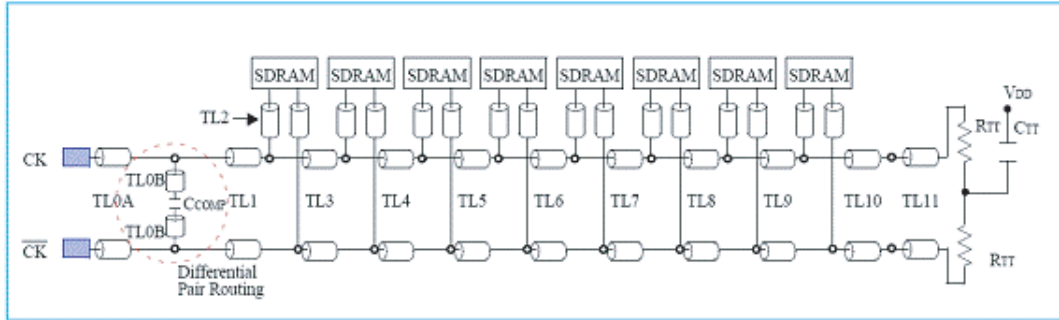 SDRAM SDRAM SDRAM SDRAM SDRAM SDRAM SDRAM SDRAM
VDD
TL2
RTT CTT
CK
TL0B
TL0A CCOMP TL1 TL3 TL4 TL5 TL6 TL7 TL8 TL9 TL10 TL11
TL0B
CK
Differential
Pair Routing
RTT